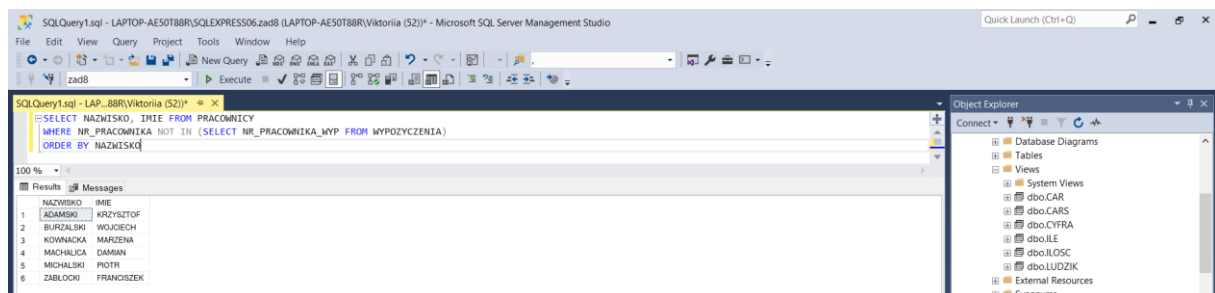 SQLQuery1.sql - LAPTOP-AE50T88R\SQLEXPRESS06.zad8 (LAPTOP-AE50T88R\Viktoriia (52))* - Microsoft SQL Server Management Studio
Quick Launch (Ctrl+Q)
File Edit View Query Project Tools Window Help
New Query
zad8 Execute
SQLQuery1.sql - LAP...88R\Viktoriia (52))*
SELECT NAZWISKO, IMIE FROM PRACOWNICY
WHERE NR_PRACOWNIKA NOT IN (SELECT NR_PRACOWNIKA_WYP FROM WYPOZYCZENIA)
ORDER BY NAZWISKO
100 %
Results Messages
NAZWISKO IMIE
1 ADAMSKI KRZYSZTOF
2 BURZALSKI WOJCIECH
3 KOWNACKA MARZENA
4 MACHALICA DAMIAN
5 MICHALSKI PIOTR
6 ZABŁOCKI FRANCISZEK
Object Explorer
Connect
Database Diagrams
Tables
Views
System Views
dbo.CAR
dbo.CARS
dbo.CYFRA
dbo.ILE
dbo.ILOSC
dbo.LUDZIK
External Resources